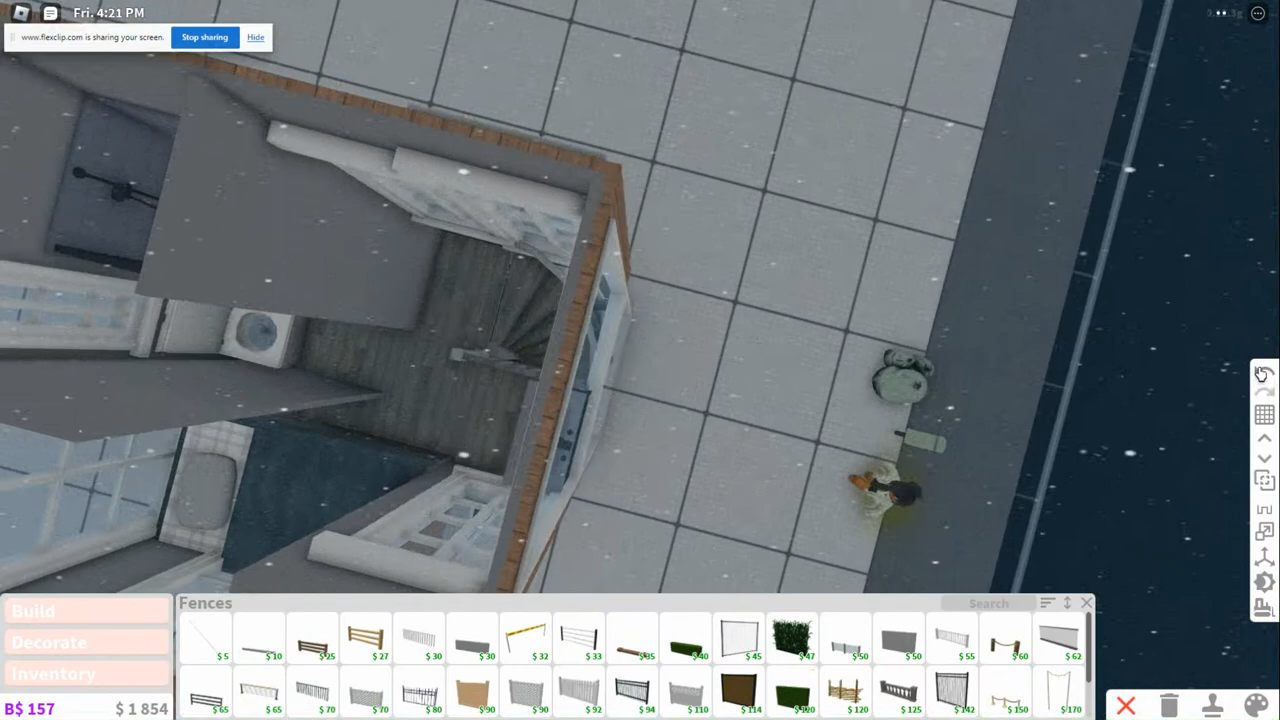 Fri. 4:21 PM
www.flexclip.com is sharing your screen. Stop sharing Hide
Build
Decorate
Inventory
B$ 157 $ 1 854
Fences Search
$ 5 $ 10 $ 25 $ 27 $ 30 $ 30 $ 32 $ 33 $ 35 $ 40 $ 45 $ 47 $ 50 $ 50 $ 55 $ 60 $ 62
$ 65 $ 65 $ 70 $ 70 $ 80 $ 90 $ 90 $ 92 $ 94 $ 110 $ 114 $ 120 $ 120 $ 125 $ 142 $ 150 $ 170